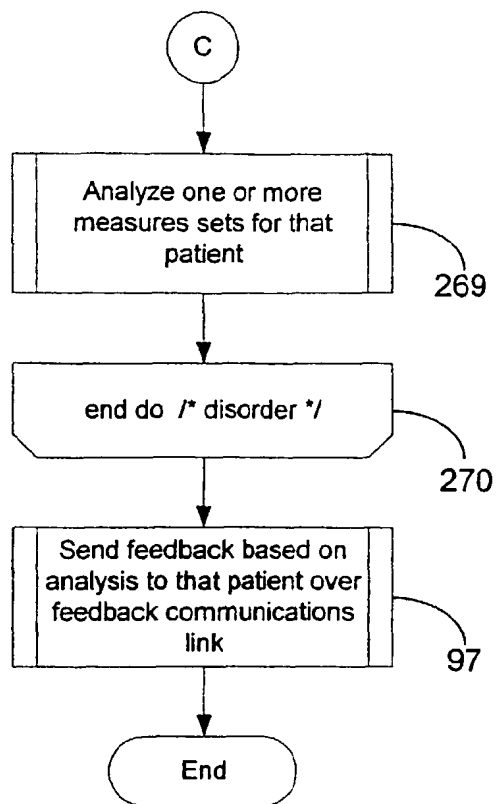 C
Analyze one or more
measures sets for that
patient
269
end do /* disorder */
270
Send feedback based on
analysis to that patient over
feedback communications
link
97
End